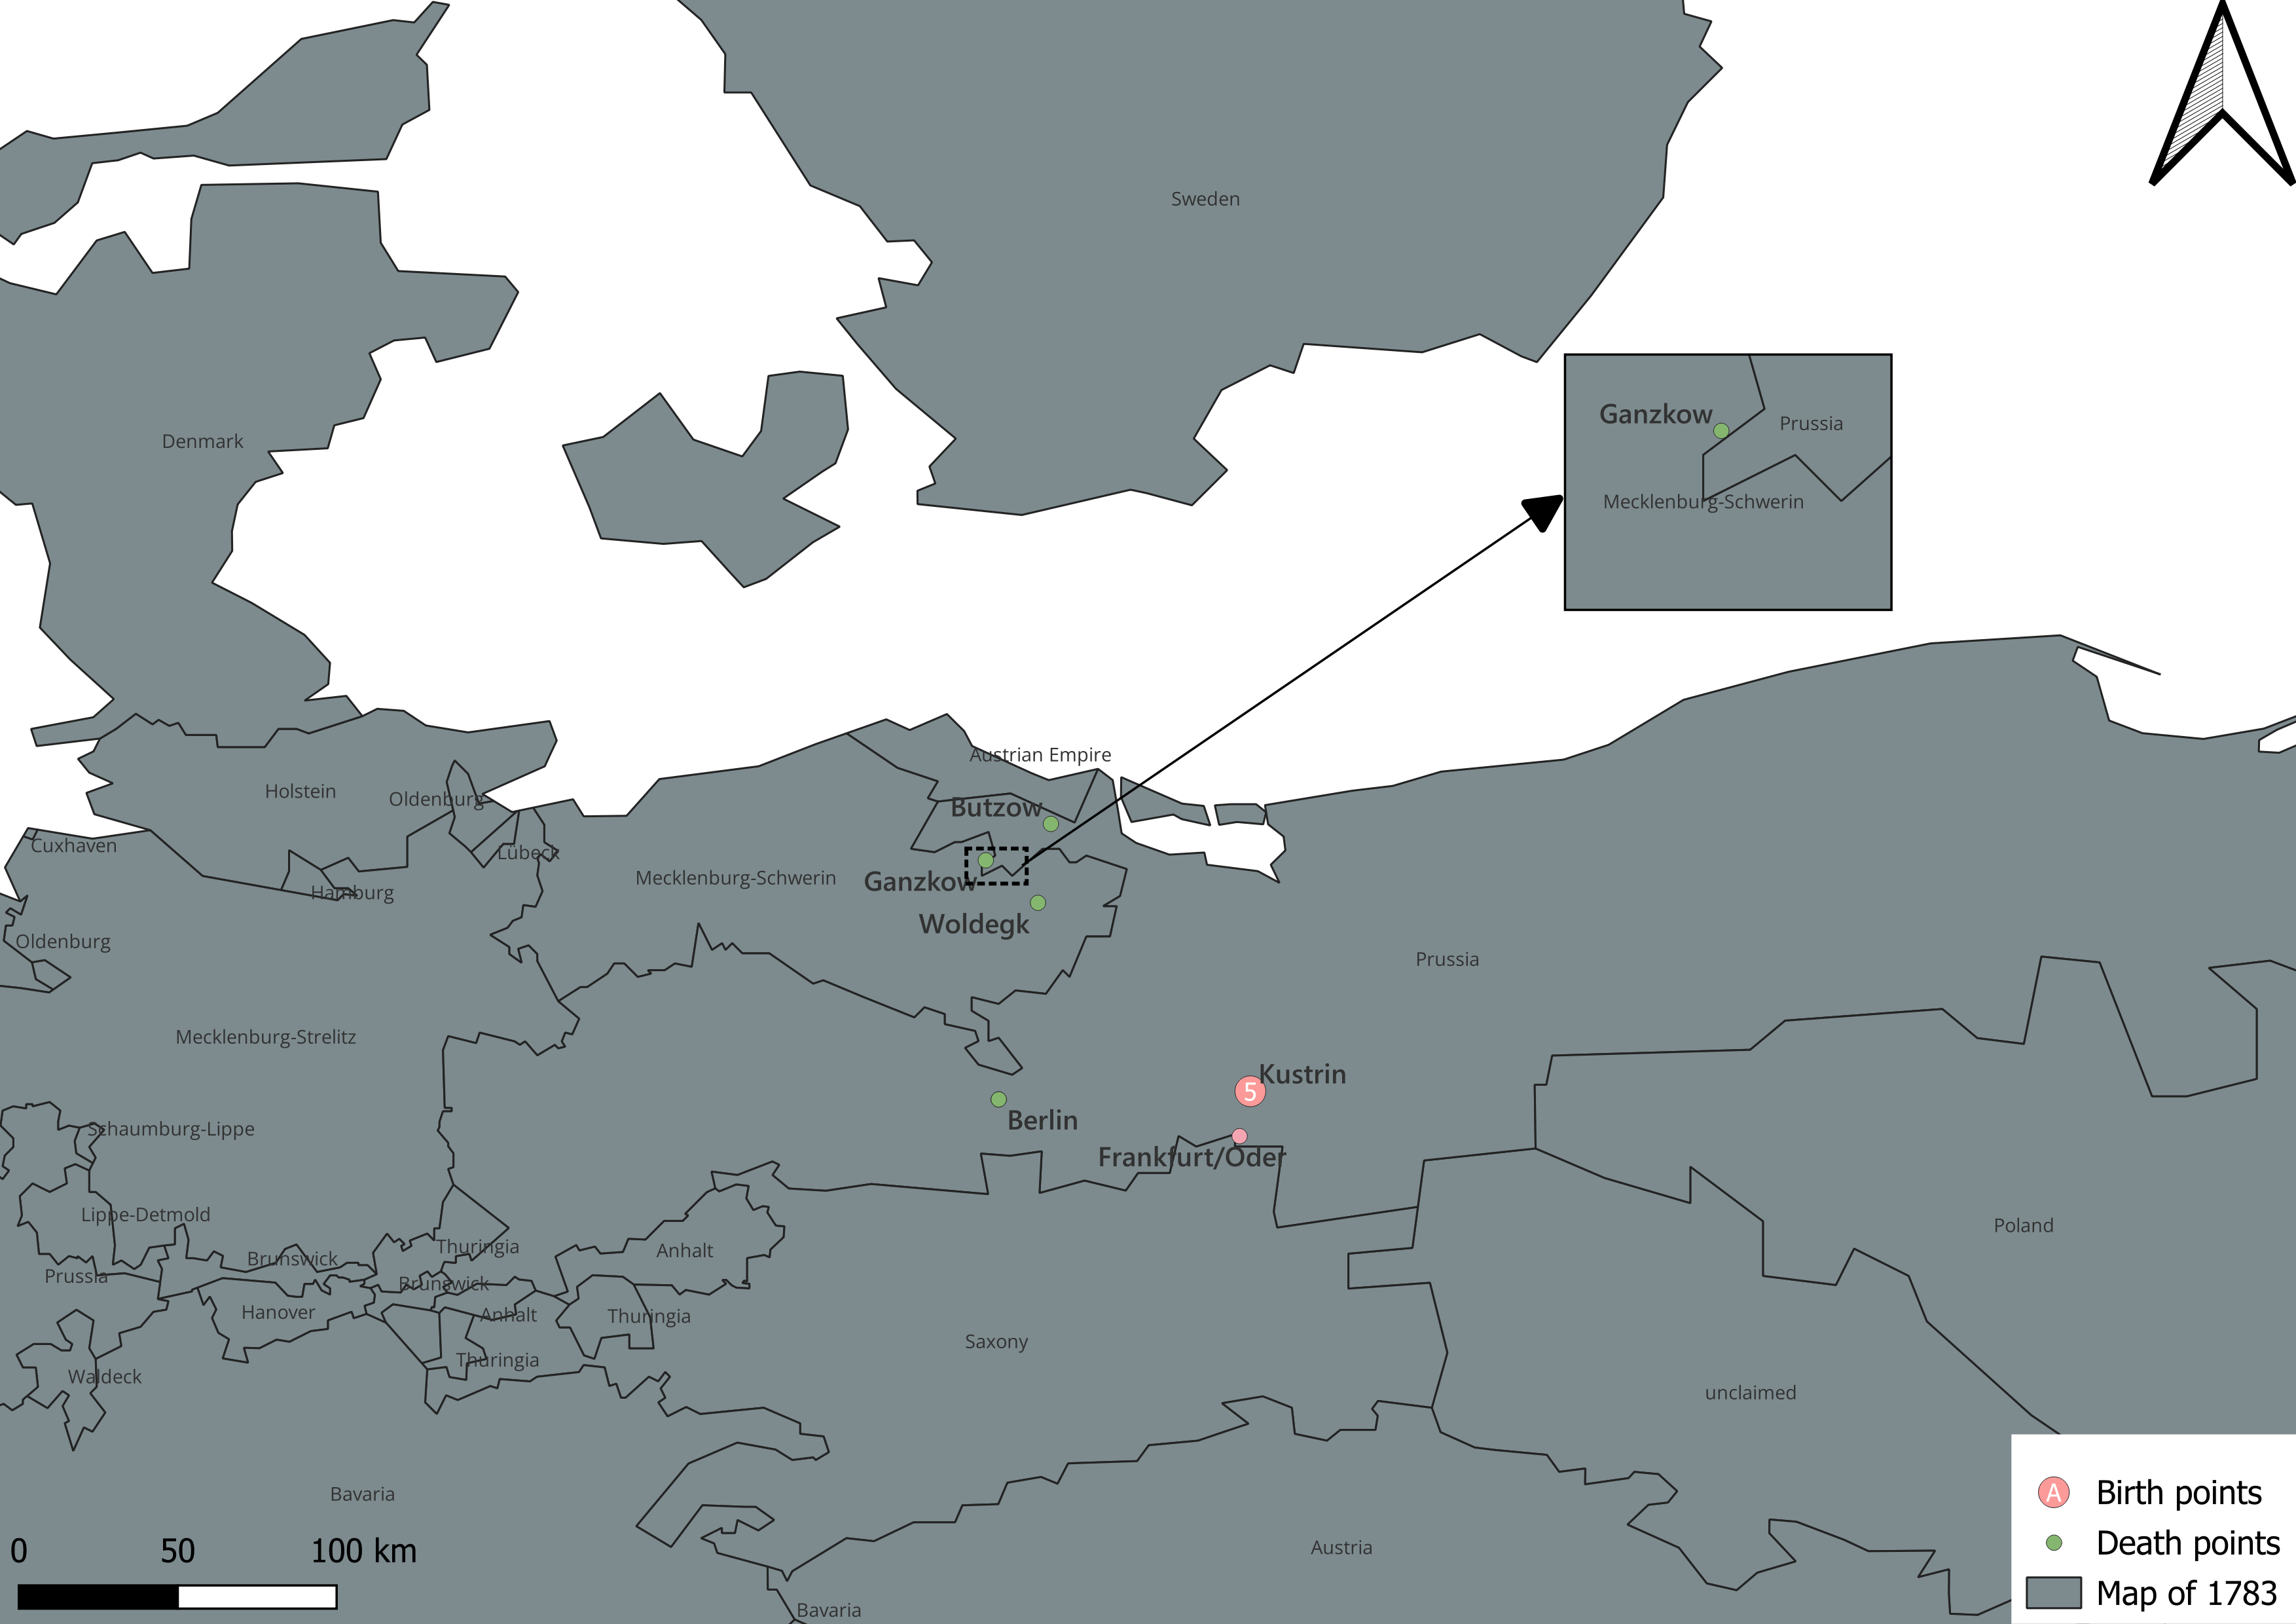 Sweden
Ganzkow
Prussia
Mecklenburg-Schwerin
Denmark
Austrian Empire
Holstein
Oldenburg
Butzow
Cuxhaven
Lübeck
Mecklenburg-Schwerin
Ganzkow
Hamburg
Woldegk
Oldenburg
Prussia
Mecklenburg-Strelitz
Kustrin
5
Berlin
Schaumburg-Lippe
Frankfurt/Oder
Lippe-Detmold
Poland
Thuringia
Anhalt
Brunswick
Prussia
Brunswick
Hanover
Anhalt
Thuringia
Saxony
Thuringia
Waldeck
unclaimed
Bavaria
A Birth points
0 50 100 km
Death points
Austria
Map of 1783
Bavaria